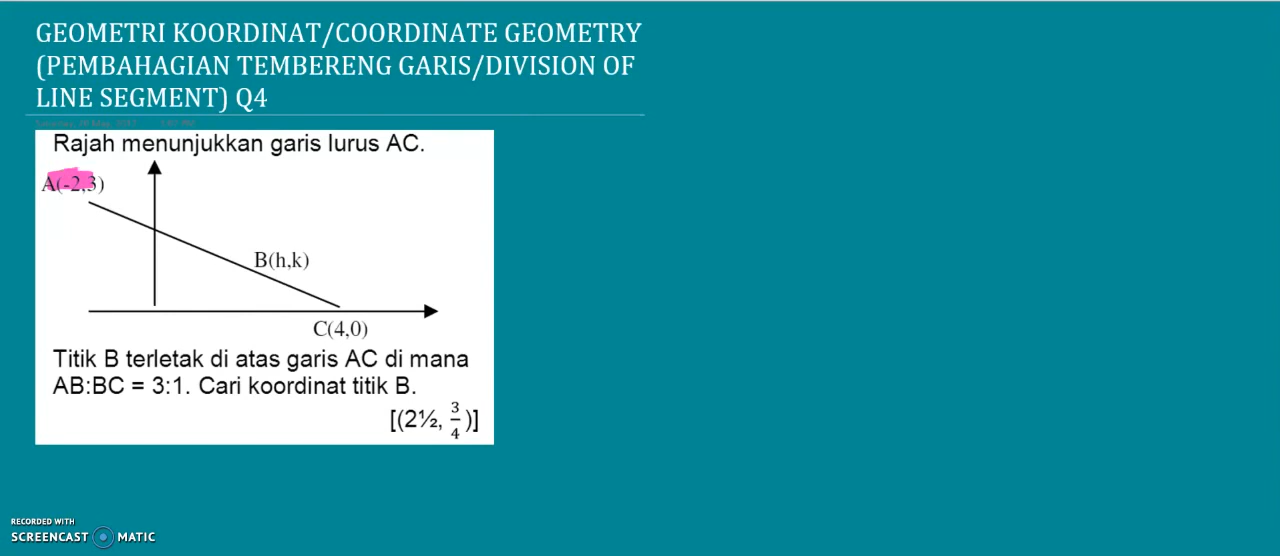 GEOMETRI KOORDINAT/COORDINATE GEOMETRY
(PEMBAHAGIAN TEMBERENG GARIS/DIVISION OF
LINE SEGMENT) Q4
Rajah menunjukkan garis lurus AC.
A(-2,3)
B(h,k)
C(4,0)
Titik B terletak di atas garis AC di mana
AB:BC = 3:1. Cari koordinat titik B.
[(2½, 3/4)]
RECORDED WITH
SCREENCAST MATIC